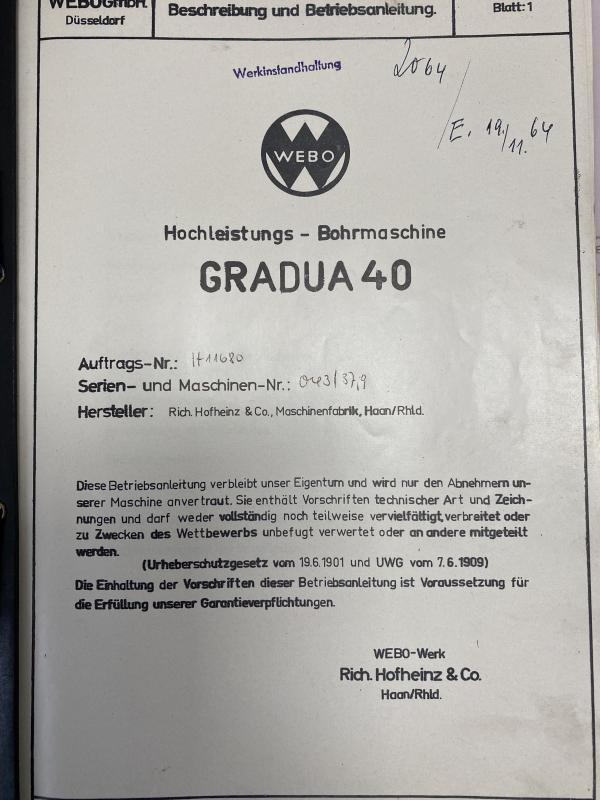 WEBO GmbH.
Düsseldorf
Beschreibung und Betriebsanleitung.
Blatt: 1
Werkinstandhaltung
2064
E. 19./11. 64
WEBO
Hochleistungs - Bohrmaschine
GRADUA 40
Auftrags-Nr.: H11680
Serien- und Maschinen-Nr.: 043/37,9
Hersteller: Rich. Hofheinz & Co., Maschinenfabrik, Haan/Rhld.
Diese Betriebsanleitung verbleibt unser Eigentum und wird nur den Abnehmern un-
serer Maschine anvertraut. Sie enthält Vorschriften technischer Art und Zeich-
nungen und darf weder vollständig noch teilweise vervielfältigt, verbreitet oder
zu Zwecken des Wettbewerbs unbefugt verwertet oder an andere mitgeteilt
werden.
(Urheberschutzgesetz vom 19.6.1901 und UWG vom 7.6.1909)
Die Einhaltung der Vorschriften dieser Betriebsanleitung ist Voraussetzung für
die Erfüllung unserer Garantieverpflichtungen.
WEBO-Werk
Rich. Hofheinz & Co.
Haan/Rhld.